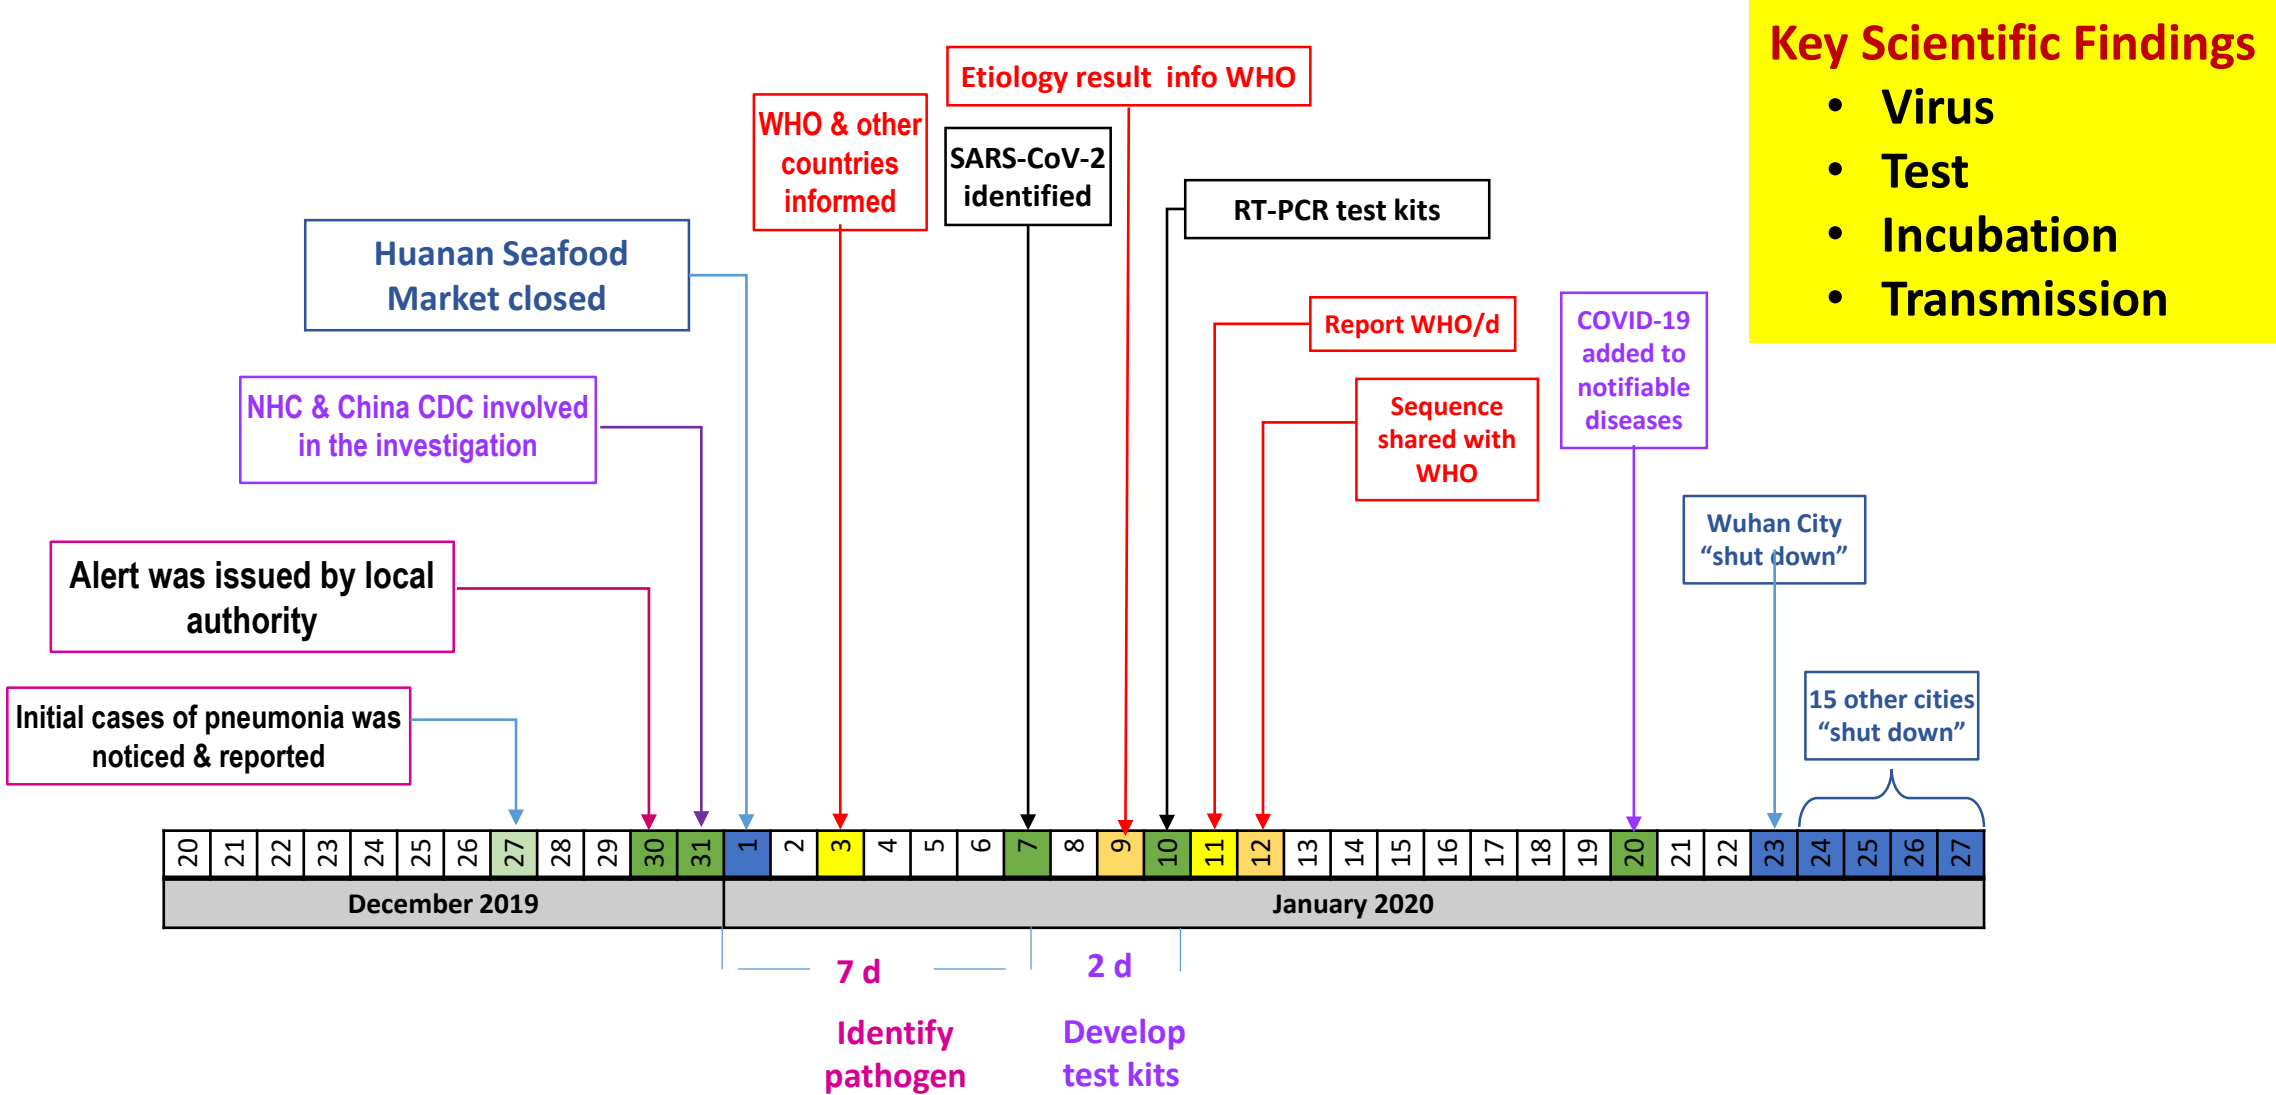 Key Scientific Findings
• Virus
• Test
• Incubation
• Transmission
Etiology result  info WHO
WHO & other
countries
informed
SARS-CoV-2
identified
RT-PCR test kits
Huanan Seafood
Market closed
Report WHO/d
COVID-19
added to
notifiable
diseases
NHC & China CDC involved
in the investigation
Sequence
shared with
WHO
Wuhan City
“shut down”
Alert was issued by local
authority
15 other cities
“shut down”
Initial cases of pneumonia was
noticed & reported
20 21 22 23 24 25 26 27 28 29 30 31 1 2 3 4 5 6 7 8 9 10 11 12 13 14 15 16 17 18 19 20 21 22 23 24 25 26 27
December 2019 January 2020
7 d 2 d
Identify
pathogen
Develop
test kits